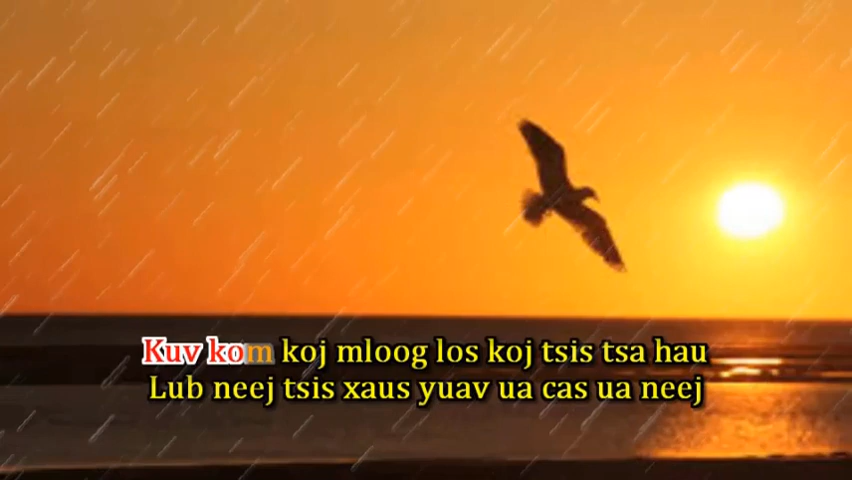 Kuv kom koj mloog los koj tsis tsa hau
Lub neej tsis xaus yuav ua cas ua neej